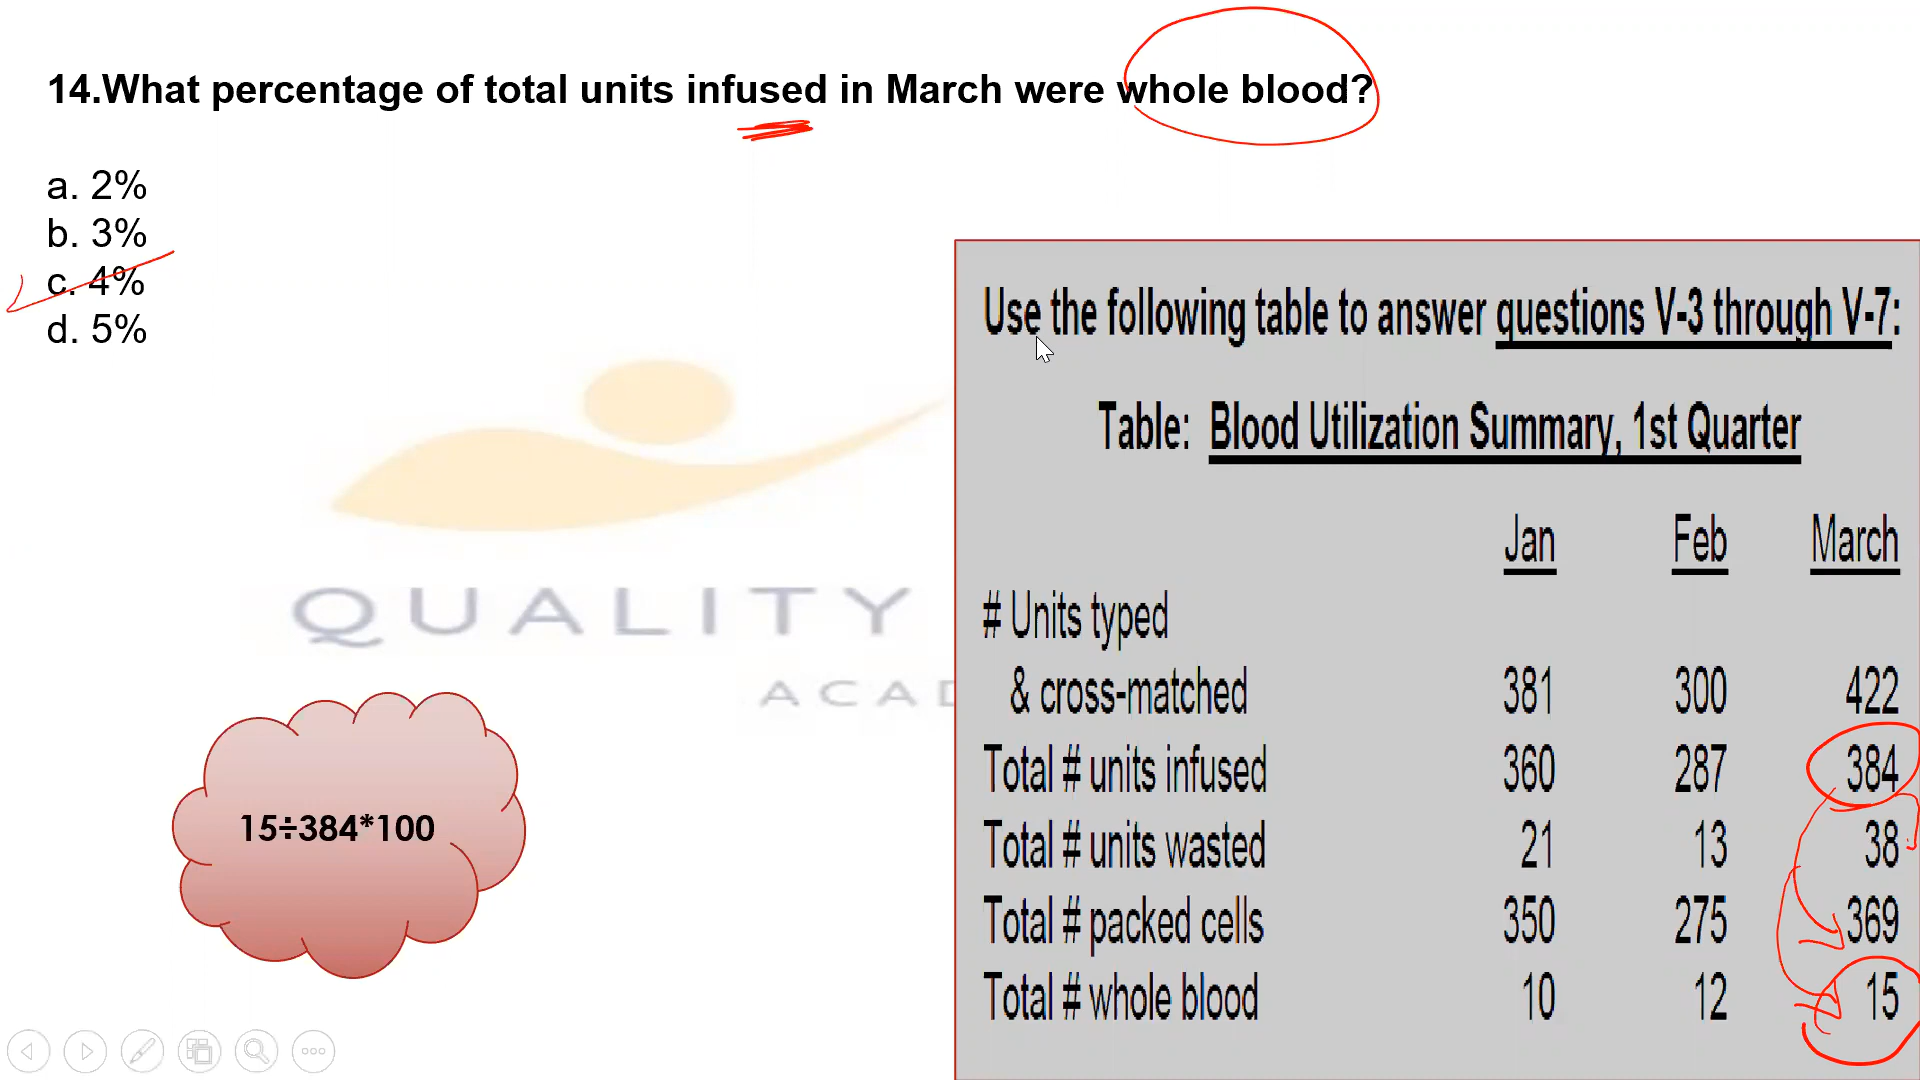 14.What percentage of total units infused in March were whole blood?
a. 2%
b. 3%
c. 4%
d. 5%
Use the following table to answer questions V-3 through V-7:
Table: Blood Utilization Summary, 1st Quarter
Jan Feb March
# Units typed
& cross-matched 381 300 422
Total # units infused 360 287 384
Total # units wasted 21 13 38
Total # packed cells 350 275 369
Total # whole blood 10 12 15
QUALITY
ACAD
15÷384*100